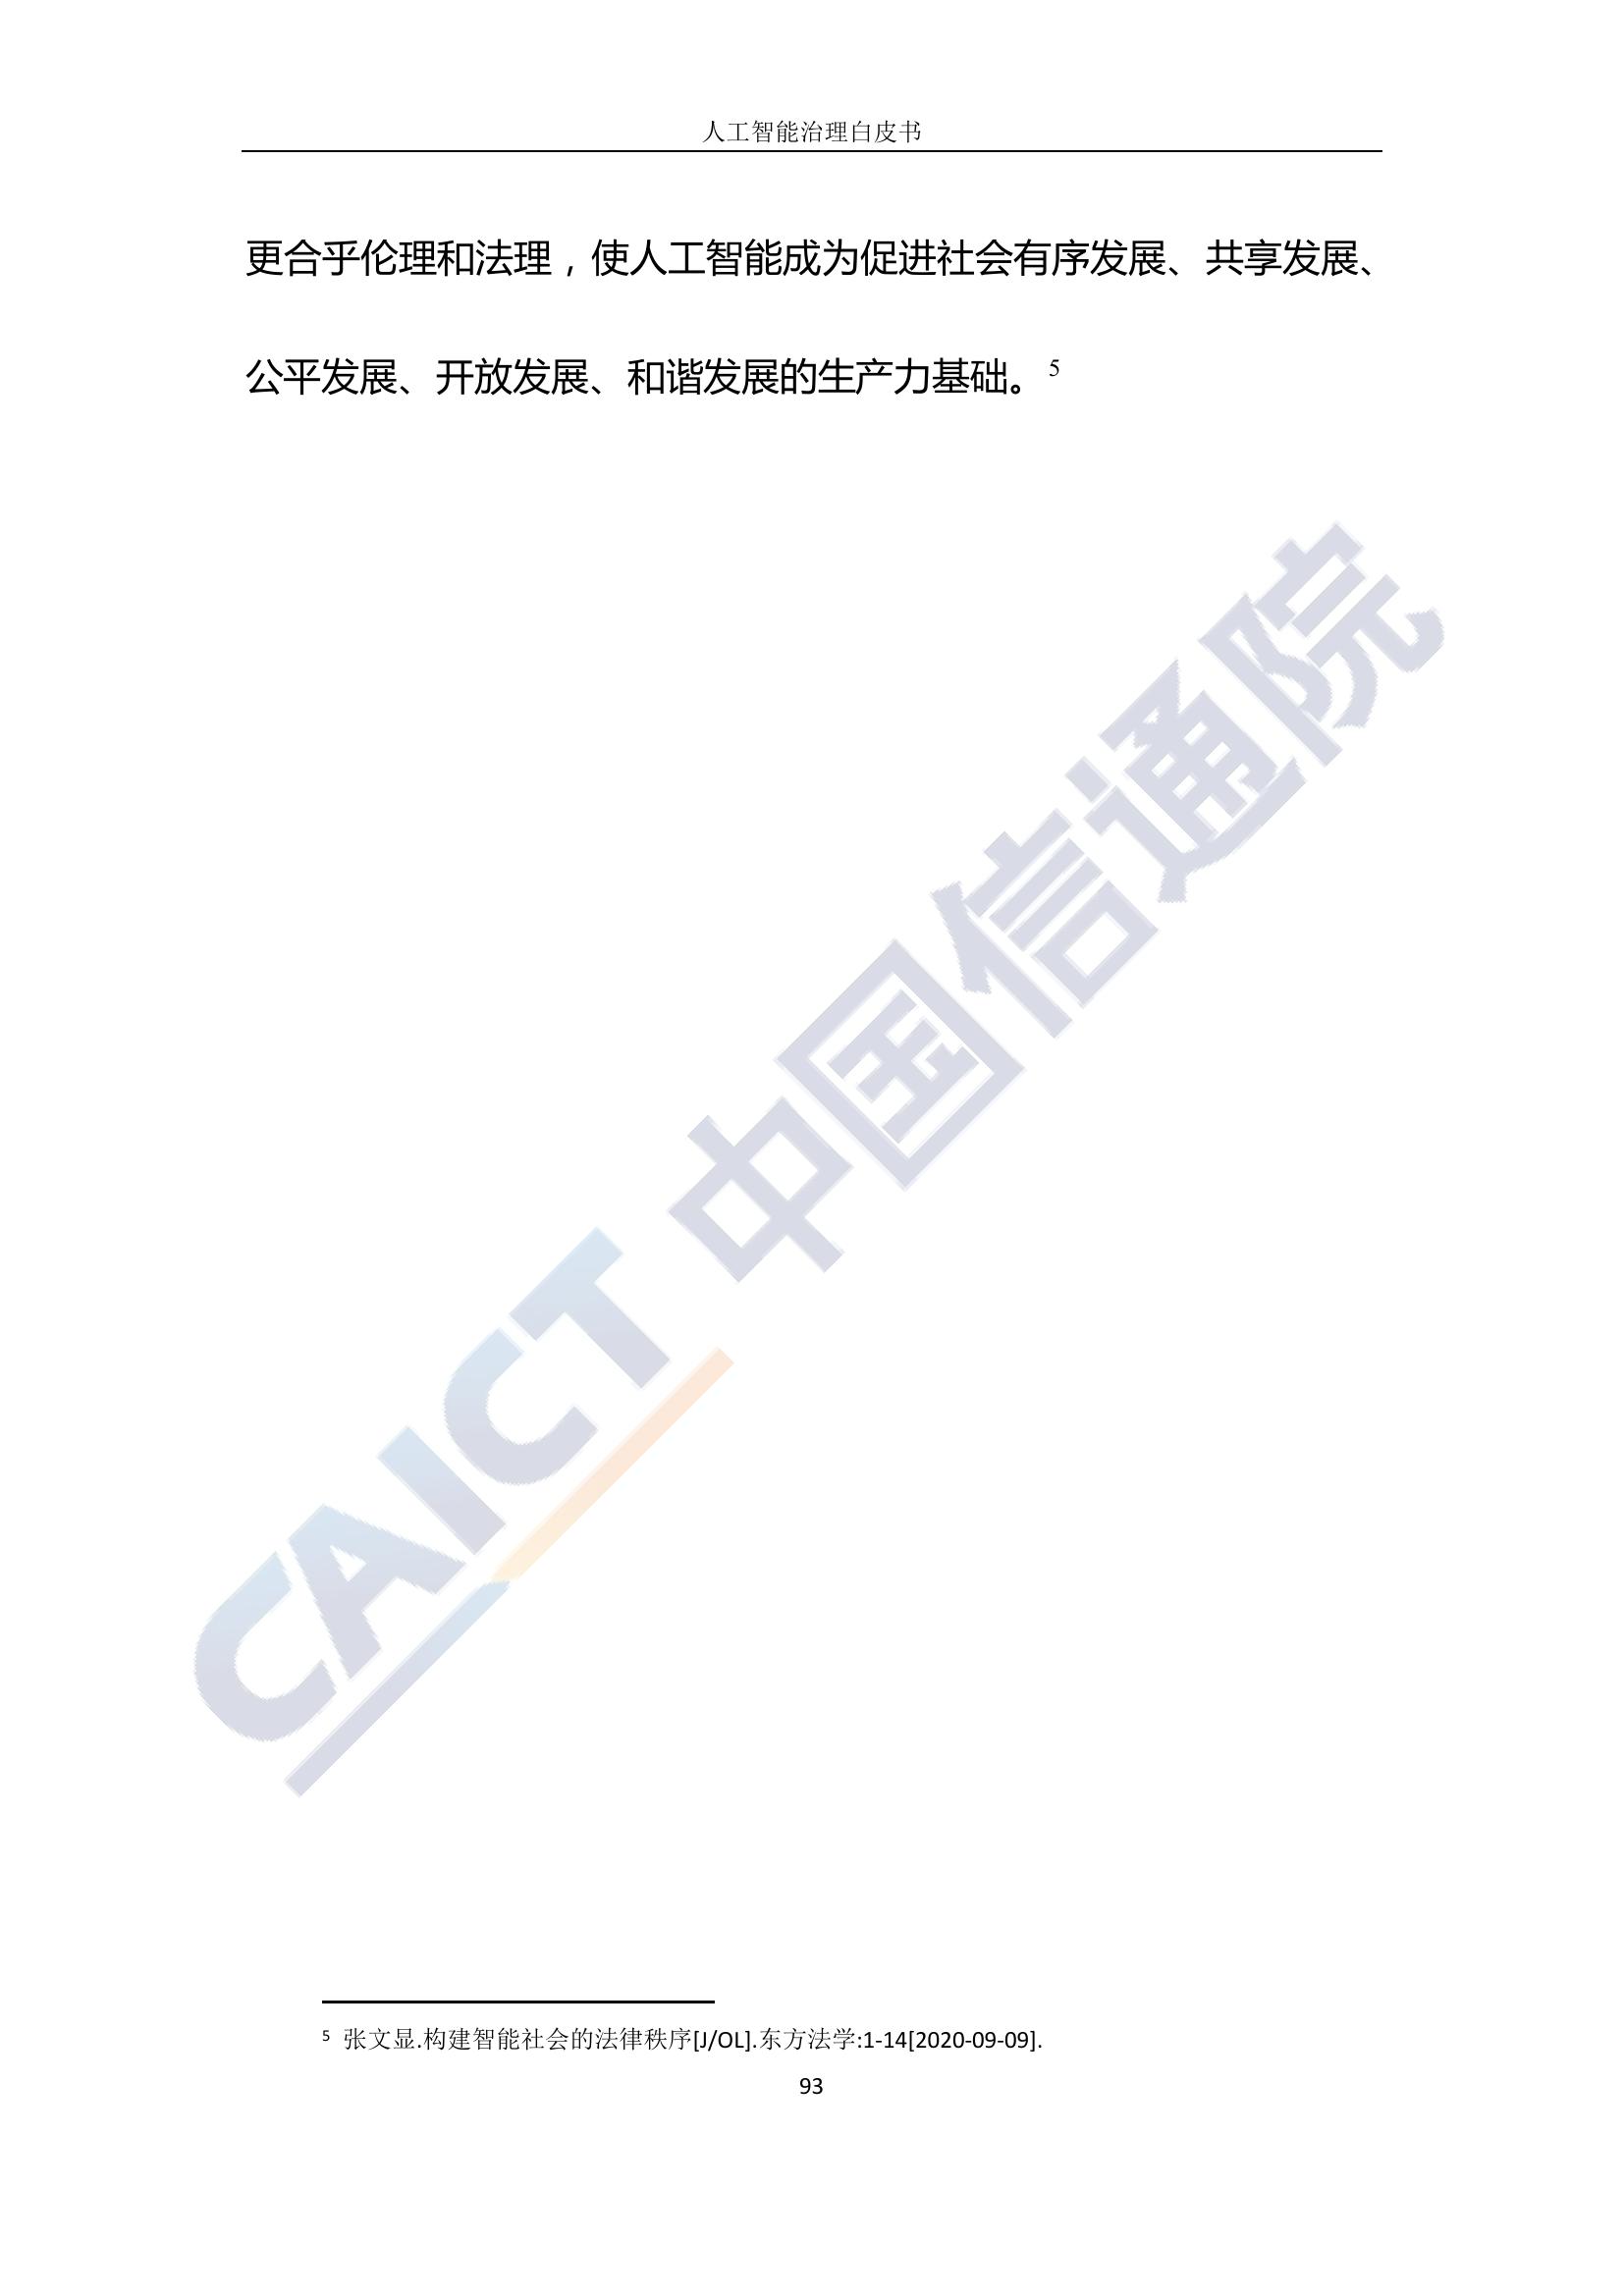 人工智能治理白皮书
更合乎伦理和法理，使人工智能成为促进社会有序发展、共享发展、
公平发展、开放发展、和谐发展的生产力基础。5
CAICT 中国信通院
5 张文显.构建智能社会的法律秩序[J/OL].东方法学:1-14[2020-09-09].
93